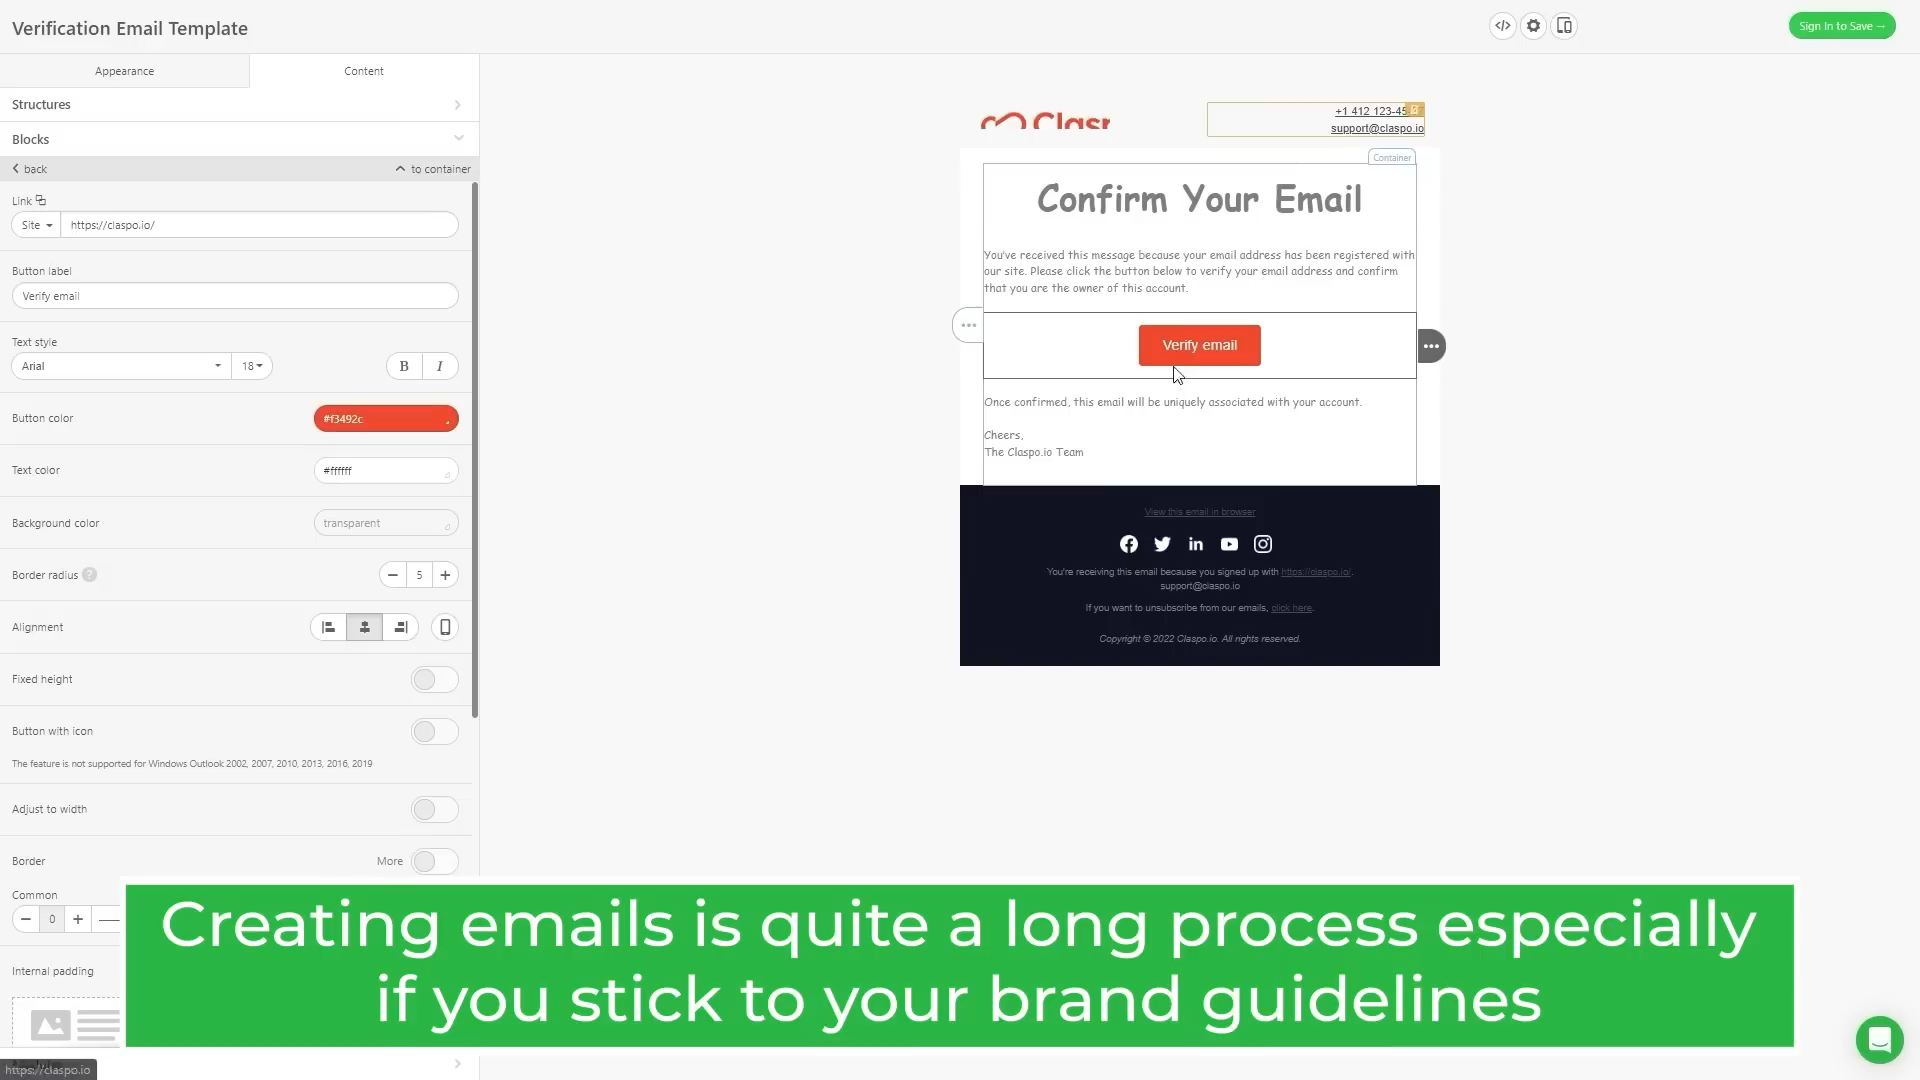 Verification Email Template
Sign In to Save →
Appearance
Content
Structures
Blocks
back
to container
Link
Site
https://claspo.io/
Button label
Verify email
Text style
Arial
18
B
I
Button color
#f3492c
Text color
#ffffff
Background color
transparent
Border radius ?
5
Alignment
Fixed height
Button with icon
The feature is not supported for Windows Outlook 2002, 2007, 2010, 2013, 2016, 2019
Adjust to width
Border
More
Common
0
Internal padding
https://claspo.io
+1 412 123-45
support@claspo.io
Container
Confirm Your Email
You've received this message because your email address has been registered with
our site. Please click the button below to verify your email address and confirm
that you are the owner of this account.
Verify email
Once confirmed, this email will be uniquely associated with your account.
Cheers,
The Claspo.io Team
View this email in browser
You're receiving this email because you signed up with https://claspo.io/.
support@claspo.io
If you want to unsubscribe from our emails, click here.
Copyright © 2022 Claspo.io. All rights reserved.
Creating emails is quite a long process especially
if you stick to your brand guidelines